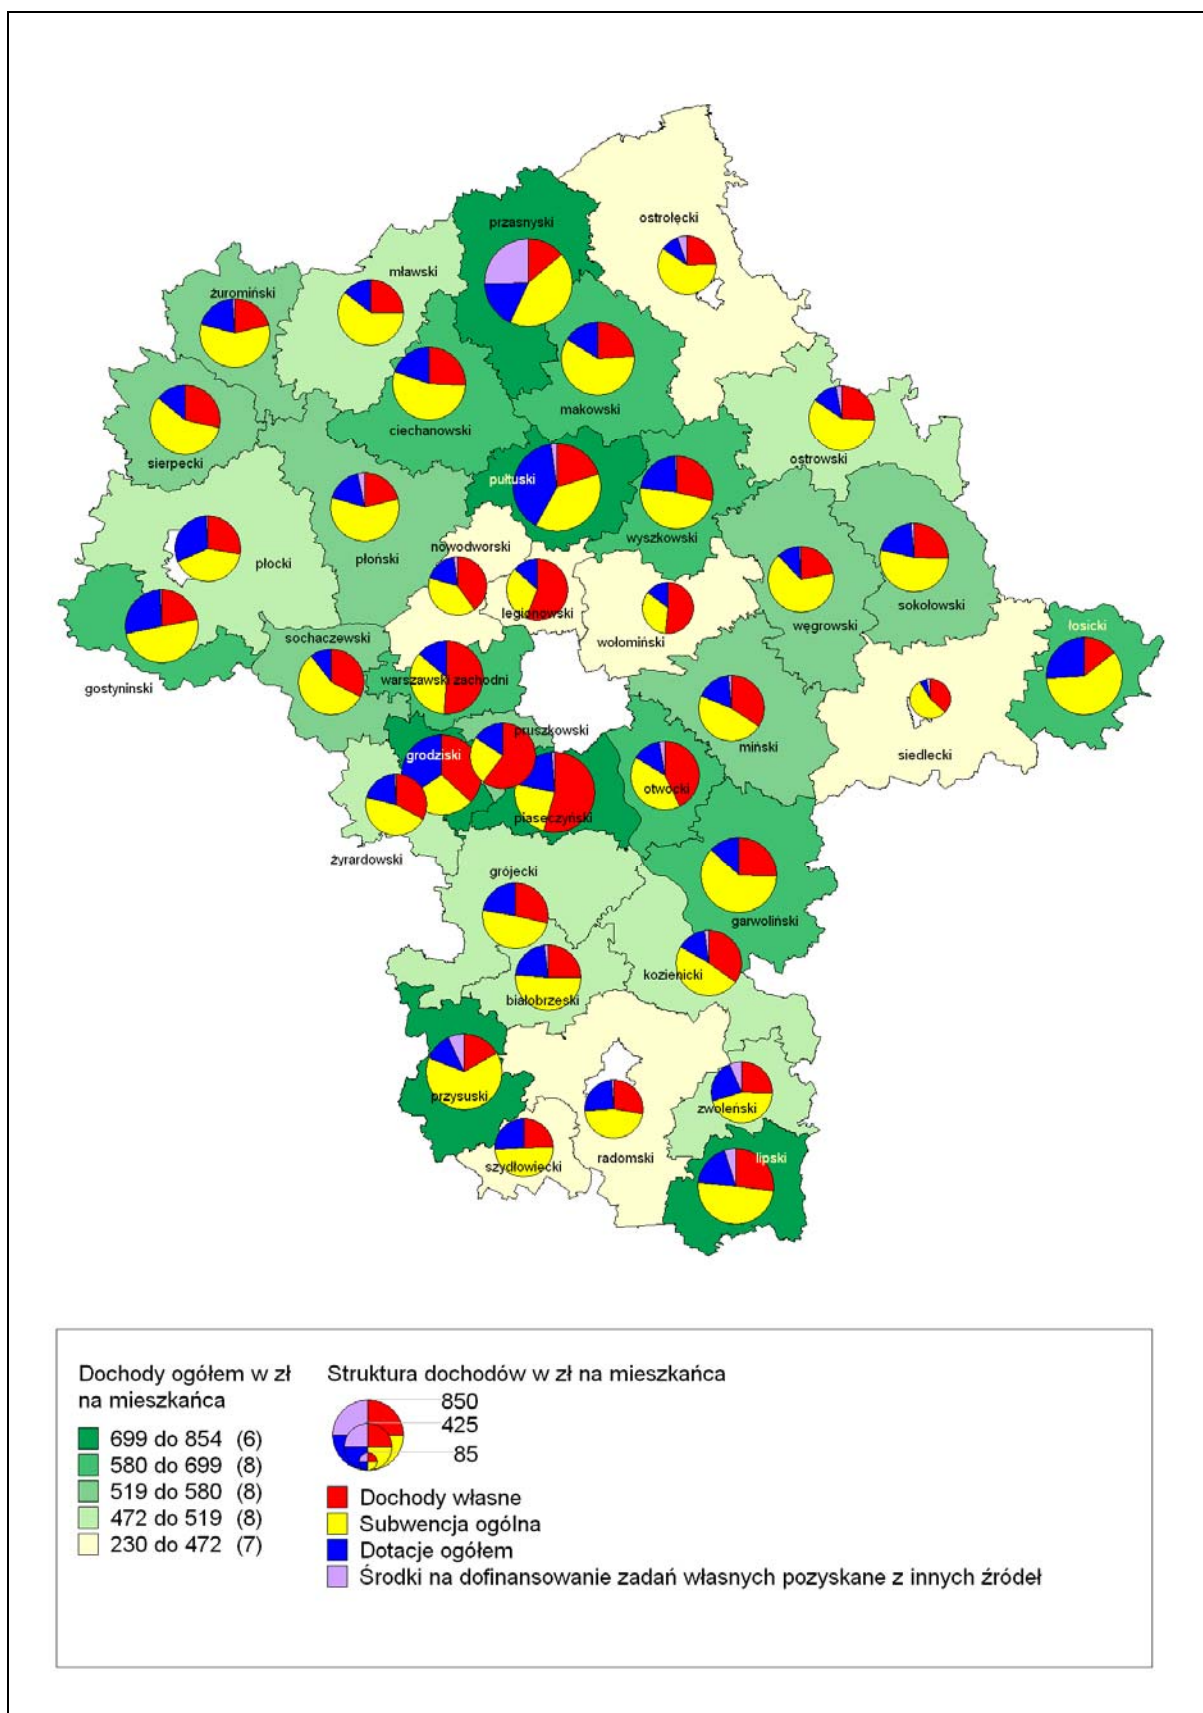 ostrołęcki
przasnyski
mławski
żuromiński
makowski
ciechanowski
ostrowski
sierpecki
pułtuski
wyszkowski
nowodworski
płoński
płocki
sokołowski
legionowski
węgrowski
łosicki
sochaczewski
wołomiński
warszawski zachodni
gostyninski
pruszkowski
miński
siedlecki
grodziski
otwocki
piaseczyński
żyrardowski
grójecki
garwoliński
kozienicki
białobrzeski
przysuski
zwoleński
radomski
lipski
szydłowiecki
Dochody ogółem w zł
na mieszkańca
699 do 854 (6)
580 do 699 (8)
519 do 580 (8)
472 do 519 (8)
230 do 472 (7)
Struktura dochodów w zł na mieszkańca
850
425
85
Dochody własne
Subwencja ogólna
Dotacje ogółem
Środki na dofinansowanie zadań własnych pozyskane z innych źródeł